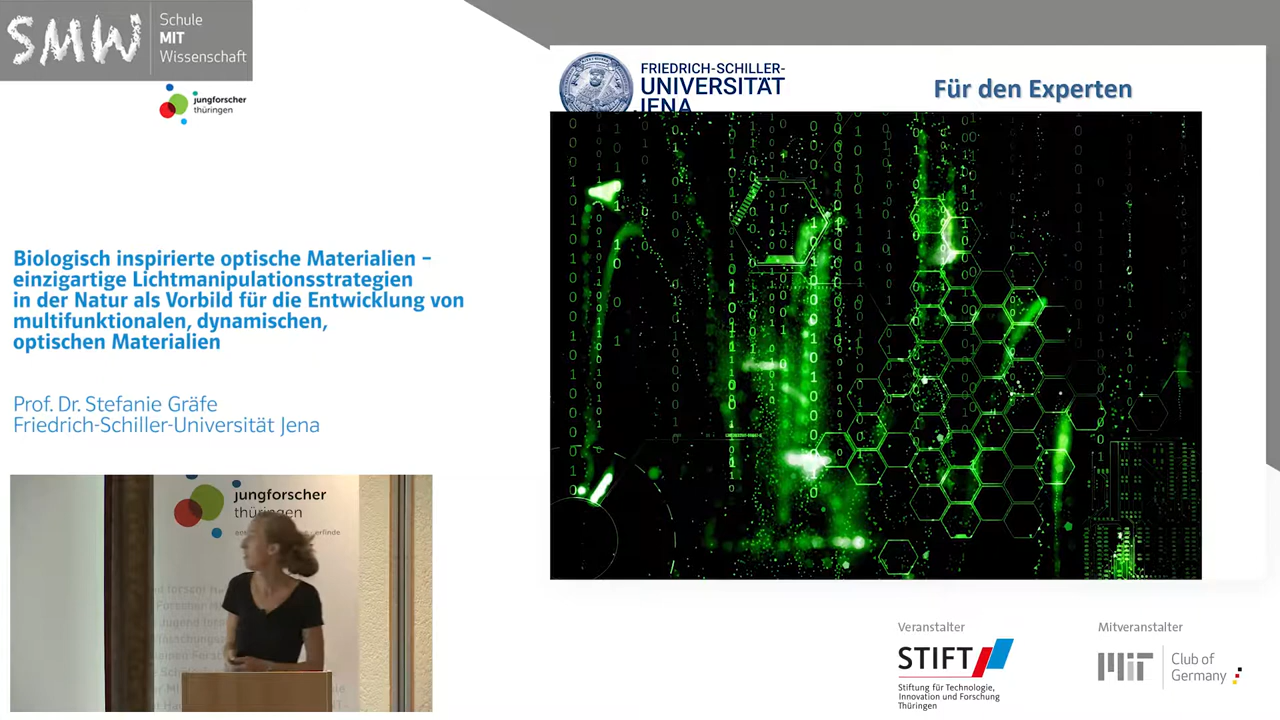 SMW
Schule
MIT
Wissenschaft
jungforscher
thüringen
FRIEDRICH-SCHILLER-
UNIVERSITÄT
JENA
Für den Experten
Biologisch inspirierte optische Materialien –
einzigartige Lichtmanipulationsstrategien
in der Natur als Vorbild für die Entwicklung von
multifunktionalen, dynamischen,
optischen Materialien
Prof. Dr. Stefanie Gräfe
Friedrich-Schiller-Universität Jena
jungforscher
thüringen
Veranstalter
STIFT
Stiftung für Technologie,
Innovation und Forschung
Thüringen
Mitveranstalter
MIT
Club of
Germany